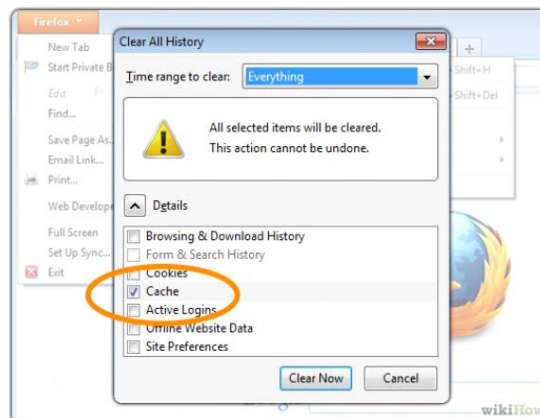 Firefox
New Tab
Start Private B
Edit
Find...
Save Page As..
Email Link...
Print...
Web Develope
Full Screen
Set Up Sync...
Exit
Clear All History
Time range to clear: Everything
All selected items will be cleared.
This action cannot be undone.
Details
Browsing & Download History
Form & Search History
Cookies
Cache
Active Logins
Offline Website Data
Site Preferences
Clear Now
Cancel
+Shift+H
+Shift+Del
wikiHow